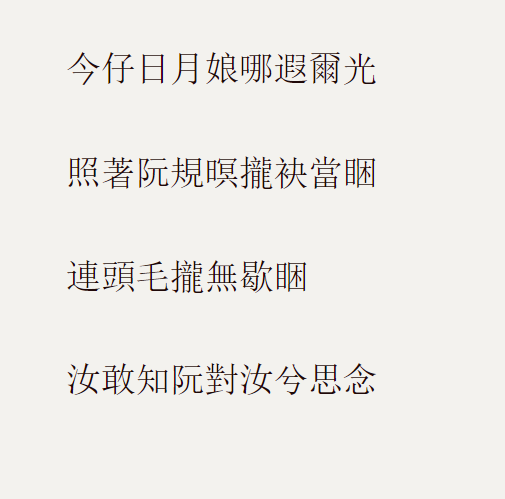 今仔日月娘哪遐爾光
照著阮規暝攏袂當睏
連頭毛攏無歇睏
汝敢知阮對汝兮思念